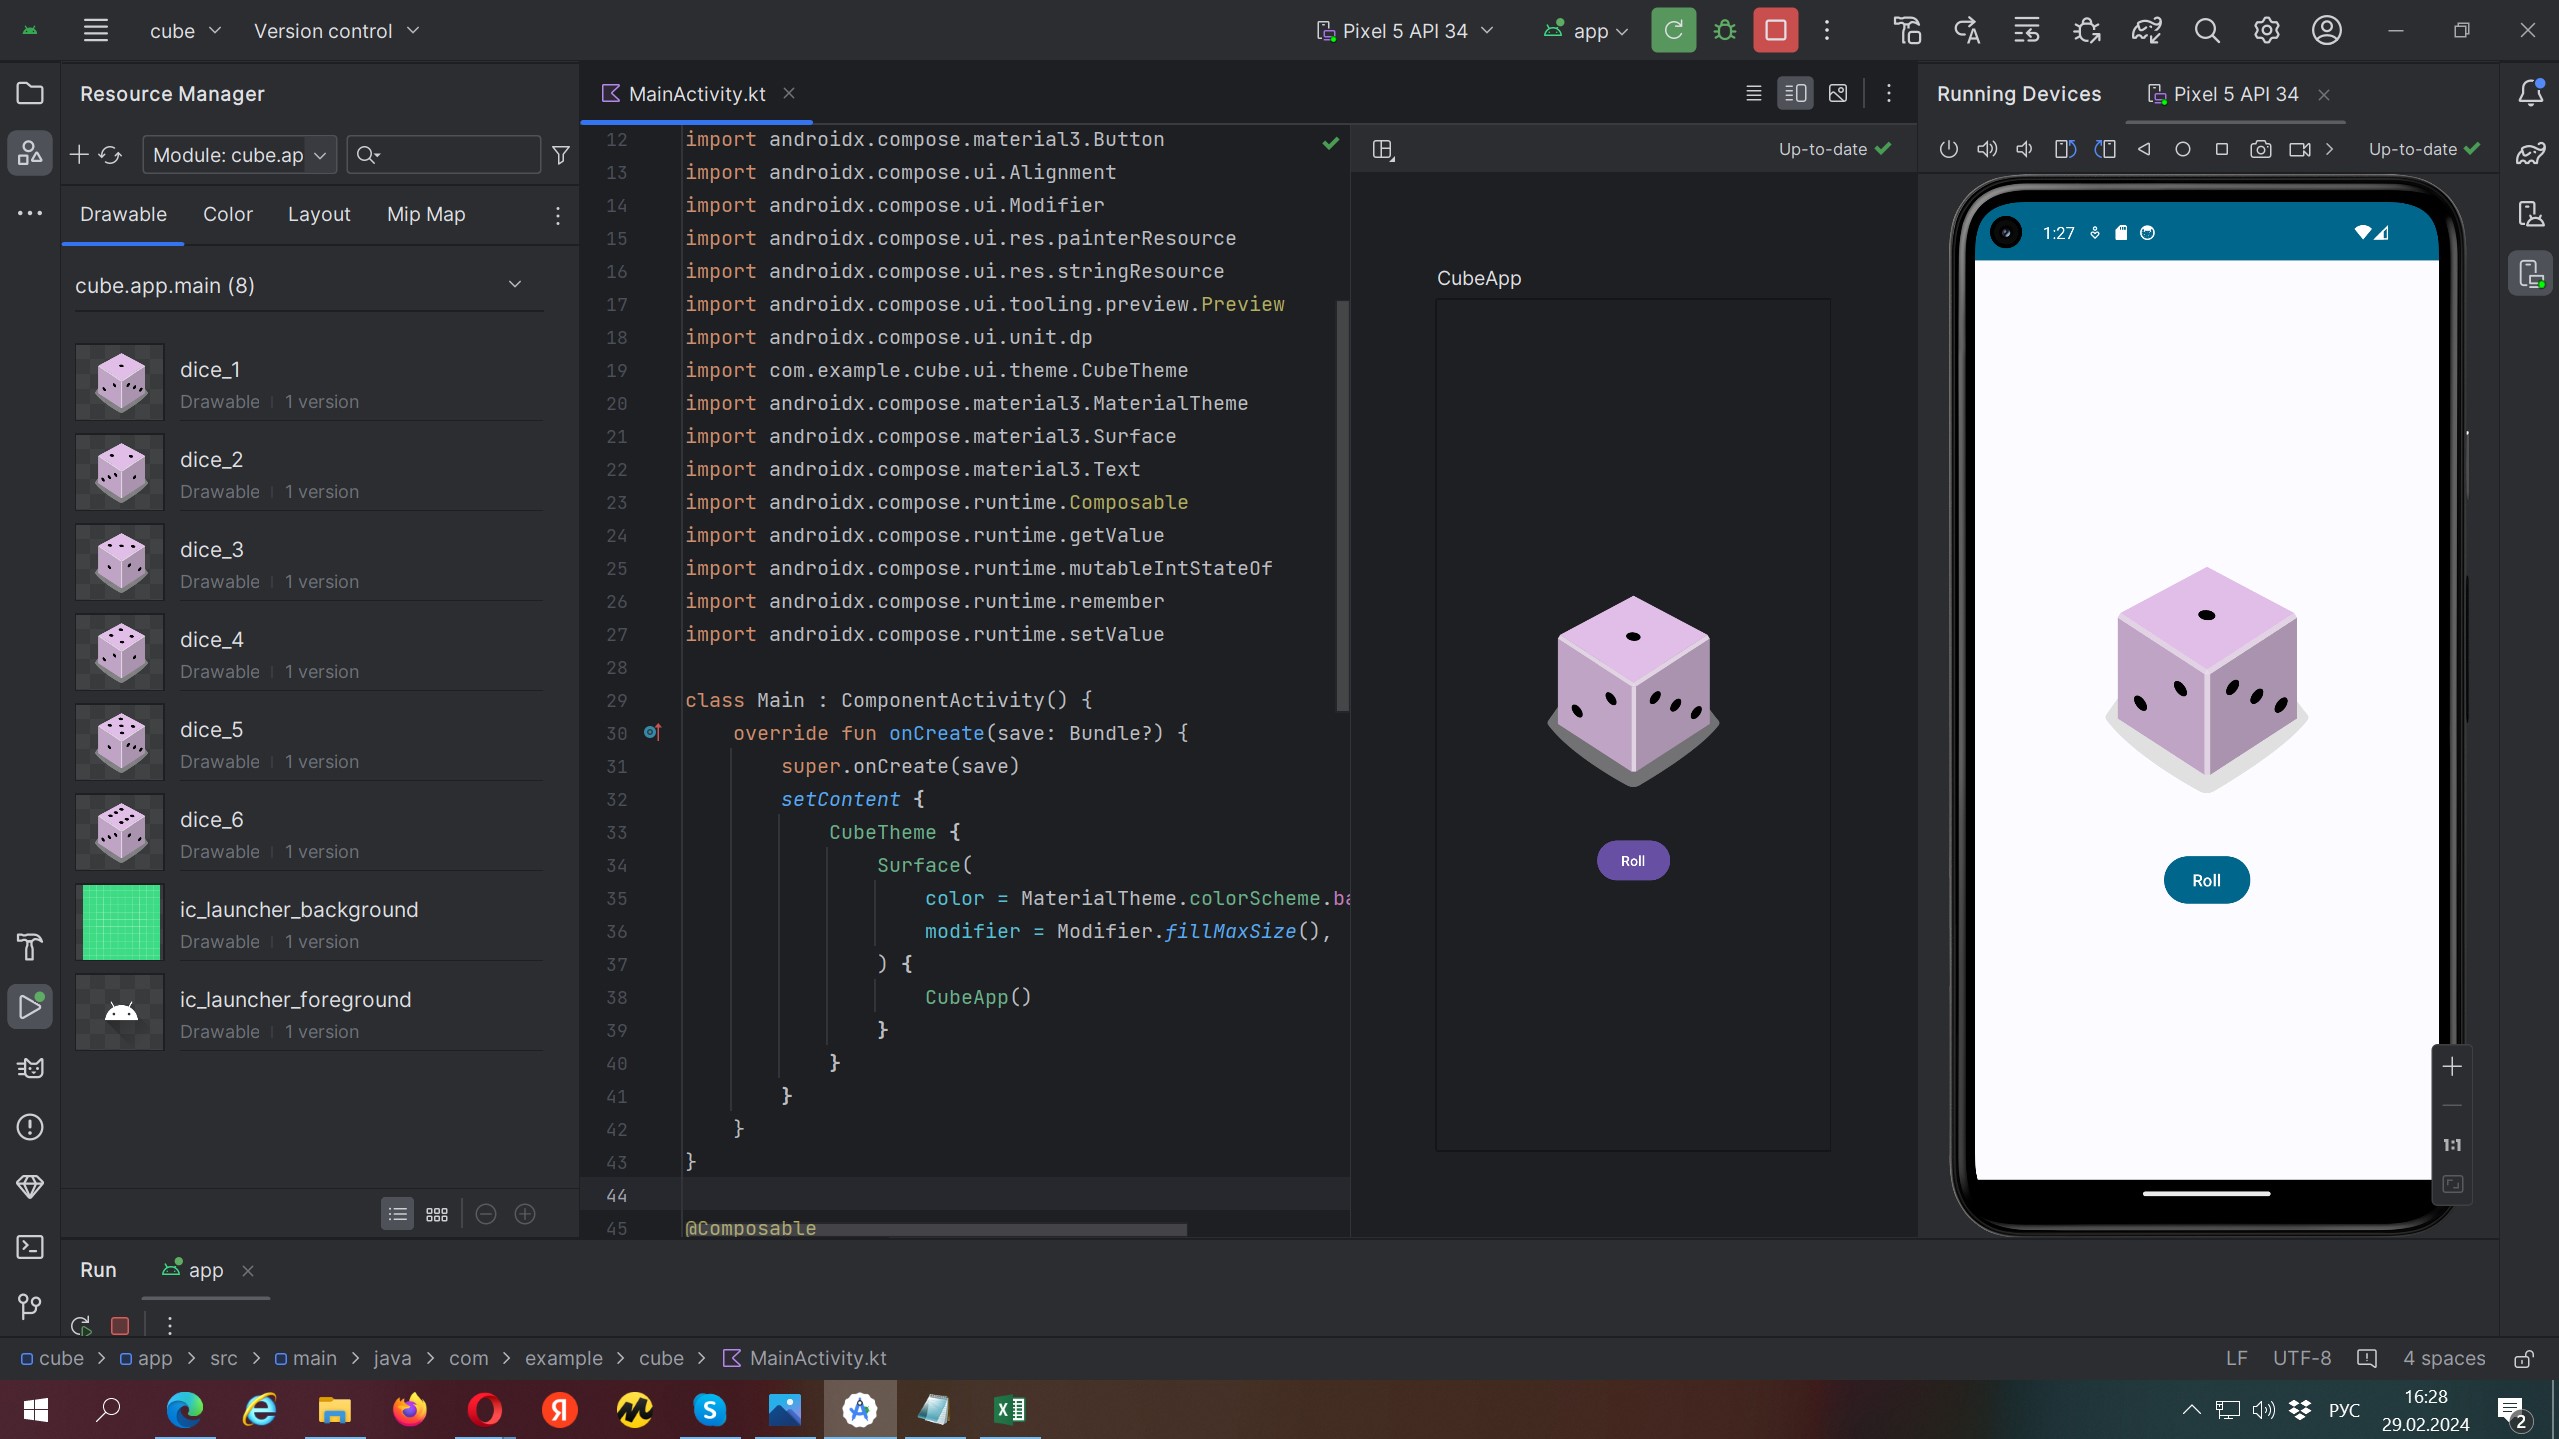 cube
Version control
Pixel 5 API 34
app
Resource Manager
MainActivity.kt
Running Devices
Pixel 5 API 34
Module: cube.ap
Up-to-date
Up-to-date
Drawable
Color
Layout
Mip Map
cube.app.main (8)
dice_1
Drawable | 1 version
dice_2
Drawable | 1 version
dice_3
Drawable | 1 version
dice_4
Drawable | 1 version
dice_5
Drawable | 1 version
dice_6
Drawable | 1 version
ic_launcher_background
Drawable | 1 version
ic_launcher_foreground
Drawable | 1 version
12 import androidx.compose.material3.Button
13 import androidx.compose.ui.Alignment
14 import androidx.compose.ui.Modifier
15 import androidx.compose.ui.res.painterResource
16 import androidx.compose.ui.res.stringResource
17 import androidx.compose.ui.tooling.preview.Preview
18 import androidx.compose.ui.unit.dp
19 import com.example.cube.ui.theme.CubeTheme
20 import androidx.compose.material3.MaterialTheme
21 import androidx.compose.material3.Surface
22 import androidx.compose.material3.Text
23 import androidx.compose.runtime.Composable
24 import androidx.compose.runtime.getValue
25 import androidx.compose.runtime.mutableIntStateOf
26 import androidx.compose.runtime.remember
27 import androidx.compose.runtime.setValue
28
29 class Main : ComponentActivity() {
30 override fun onCreate(save: Bundle?) {
31 super.onCreate(save)
32 setContent {
33 CubeTheme {
34 Surface(
35 color = MaterialTheme.colorScheme.ba
36 modifier = Modifier.fillMaxSize(),
37 ) {
38 CubeApp()
39 }
40 }
41 }
42 }
43 }
44
45 @Composable
CubeApp
Roll
1:27
Roll
1:1
Run
app
cube > app > src > main > java > com > example > cube > MainActivity.kt
LF
UTF-8
4 spaces
РУС
16:28
29.02.2024
2